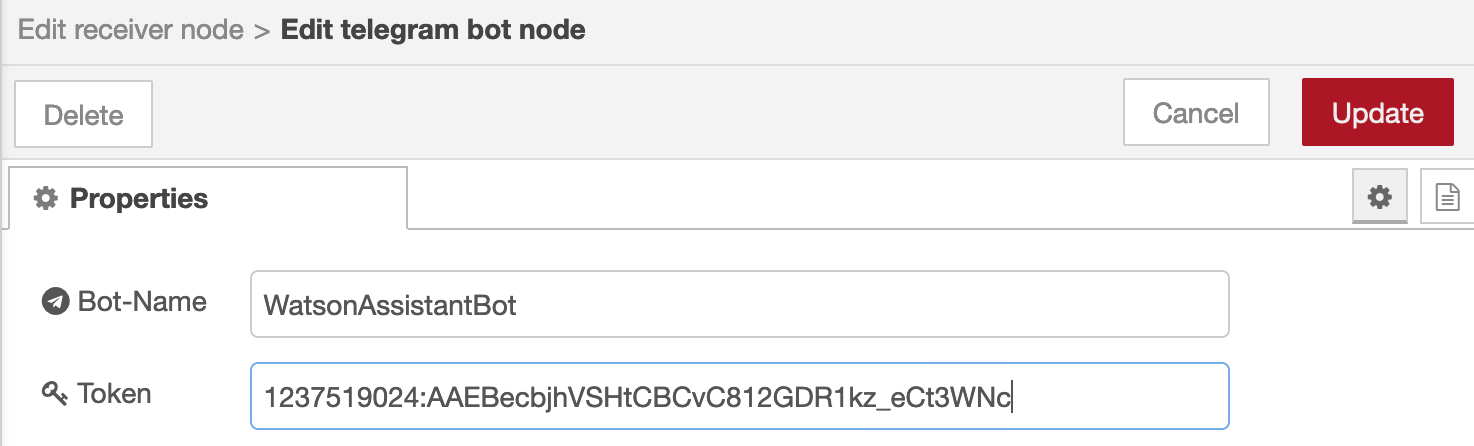 Edit receiver node > Edit telegram bot node
Delete Cancel Update
Properties
Bot-Name WatsonAssistantBot
Token 1237519024:AAEBecbjhVSHtCBCvC812GDR1kz_eCt3WNc